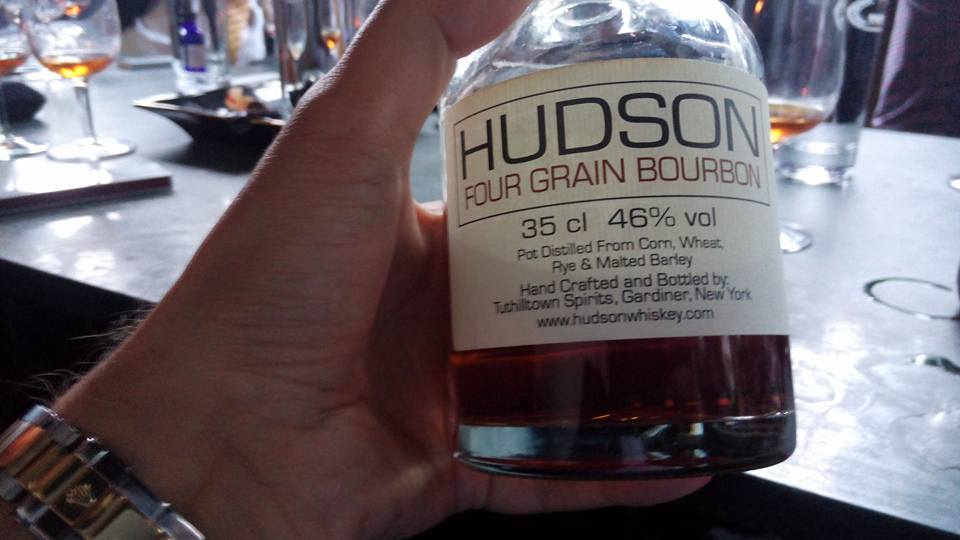 HUDSON
FOUR GRAIN BOURBON
35 cl 46% vol
Pot Distilled From Corn, Wheat,
Rye & Malted Barley
Hand Crafted and Bottled by:
Tuthilltown Spirits, Gardiner, New York
www.hudsonwhiskey.com